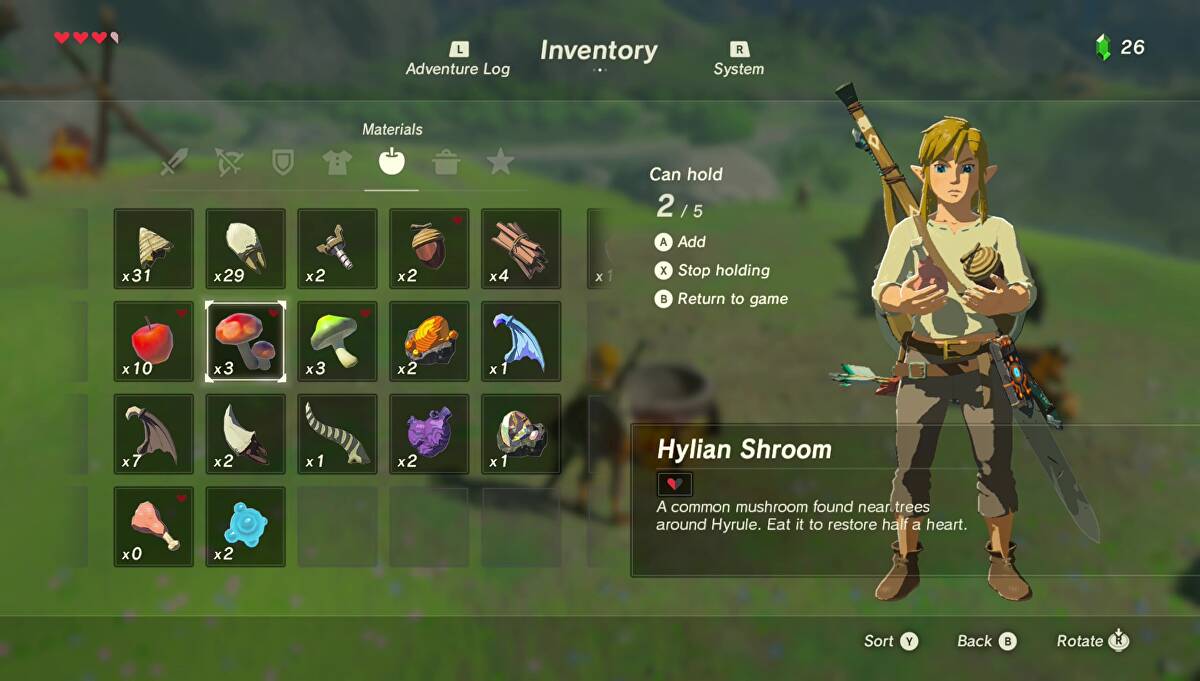 L
Adventure Log
Inventory
R
System
26
Materials
x31
x29
x2
x2
x4
x1
x10
x3
x3
x2
x1
x7
x2
x1
x2
x1
x0
x2
Can hold
2 / 5
A Add
X Stop holding
B Return to game
Hylian Shroom
A common mushroom found near trees
around Hyrule. Eat it to restore half a heart.
Sort Y
Back B
Rotate R